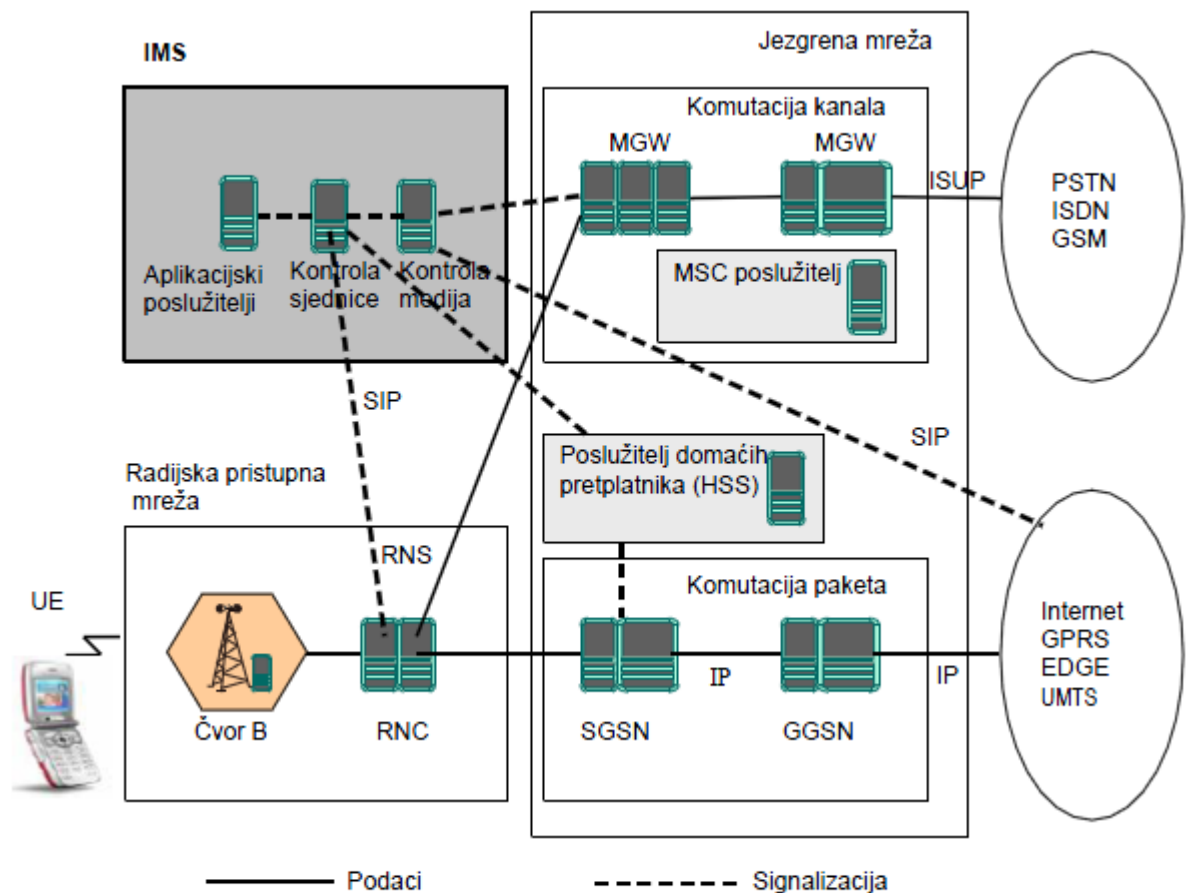 IMS
Jezgrena mreža
Komutacija kanala
MGW
MGW
ISUP
PSTN
ISDN
GSM
MSC poslužitelj
Aplikacijski
poslužitelji
Kontrola
sjednice
Kontrola
medija
SIP
SIP
Poslužitelj domaćih
pretplatnika (HSS)
Radijska pristupna
mreža
RNS
Komutacija paketa
UE
Čvor B
RNC
SGSN
IP
GGSN
IP
Internet
GPRS
EDGE
UMTS
Podaci
Signalizacija